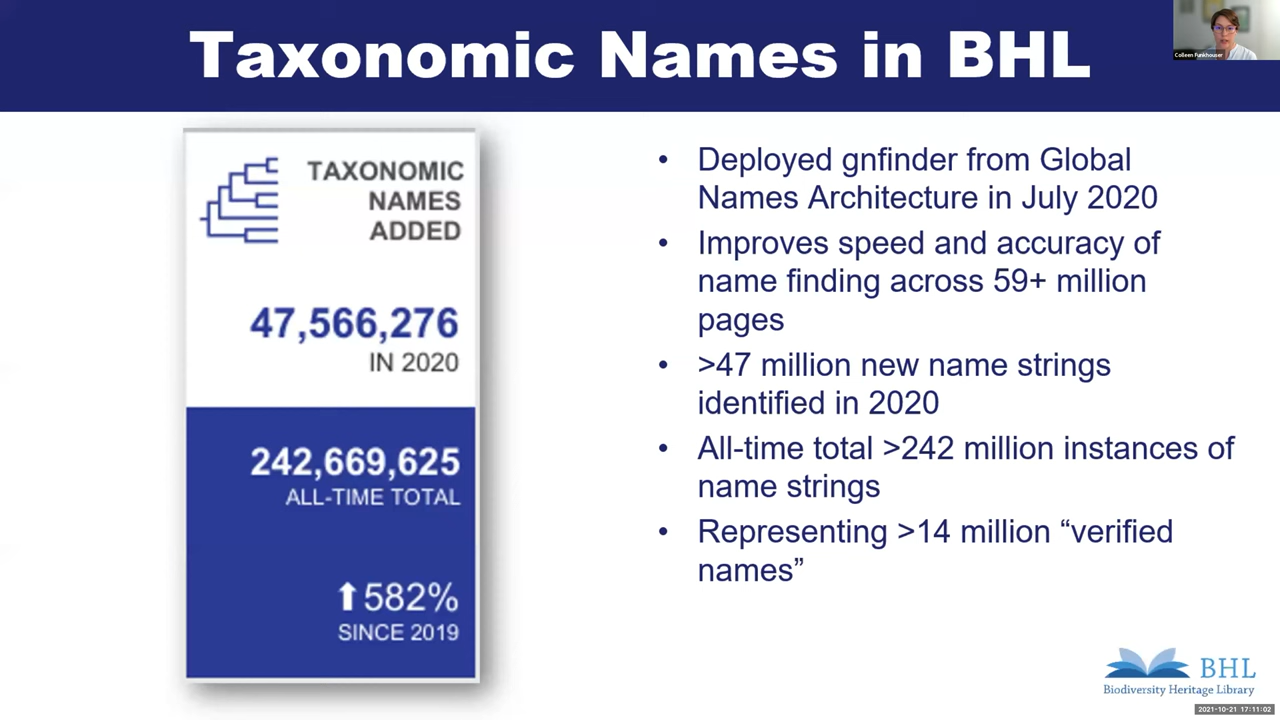 Taxonomic Names in BHL
Colleen Funkhouser
TAXONOMIC
NAMES
ADDED
47,566,276
IN 2020
242,669,625
ALL-TIME TOTAL
⬆582%
SINCE 2019
• Deployed gnfinder from Global
Names Architecture in July 2020
• Improves speed and accuracy of
name finding across 59+ million
pages
• >47 million new name strings
identified in 2020
• All-time total >242 million instances of
name strings
• Representing >14 million “verified
names”
BHL
Biodiversity Heritage Library
2021-10-21 17:11:02